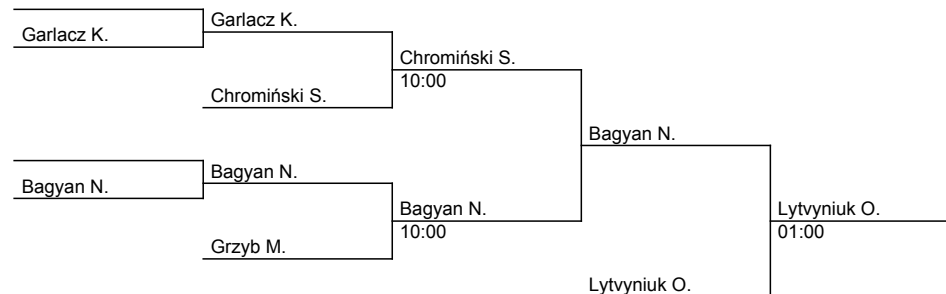 Garlacz K.
Garlacz K.
Chromiński S.
10:00
Chromiński S.
Bagyan N.
Bagyan N.
Bagyan N.
Bagyan N.
10:00
Lytvyniuk O.
01:00
Grzyb M.
Lytvyniuk O.